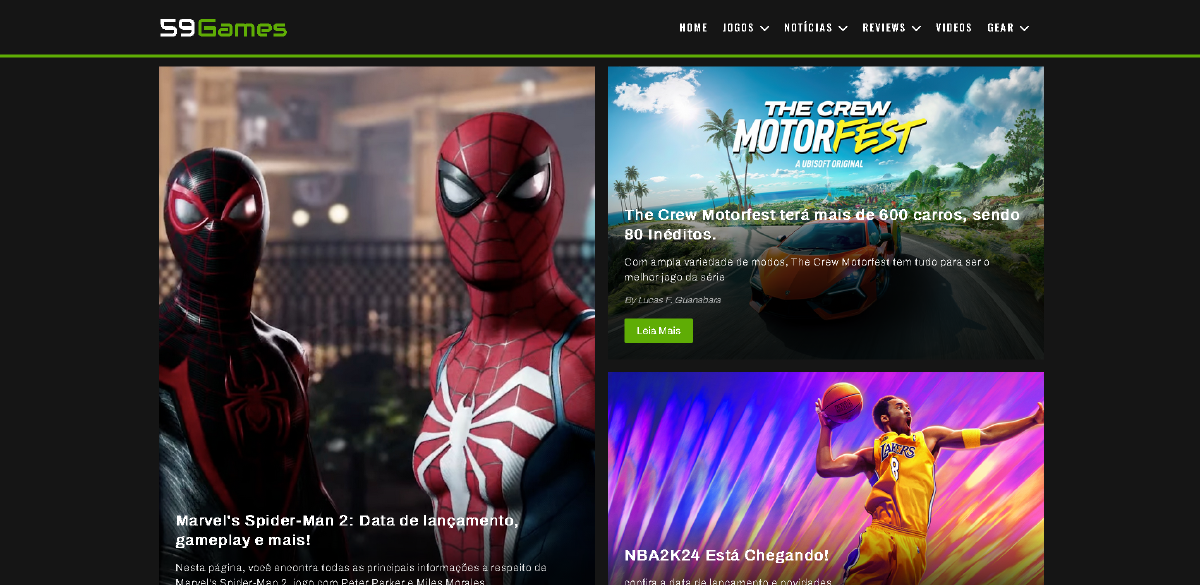 59Games
HOME JOGOS NOTÍCIAS REVIEWS VIDEOS GEAR
THE CREW
MOTORFEST
A UBISOFT ORIGINAL
The Crew Motorfest terá mais de 600 carros, sendo
80 Inéditos.
Com ampla variedade de modos, The Crew Motorfest tem tudo para ser o
melhor jogo da série
By Lucas F. Guanabara
Leia Mais
LAKERS
8
Marvel's Spider-Man 2: Data de lançamento,
gameplay e mais!
Nesta página, você encontra todas as principais informações a respeito de
Marvel's Spider-Man 2, jogo com Peter Parker e Miles Morales
NBA2K24 Está Chegando!
confira a data de lançamento e novidades